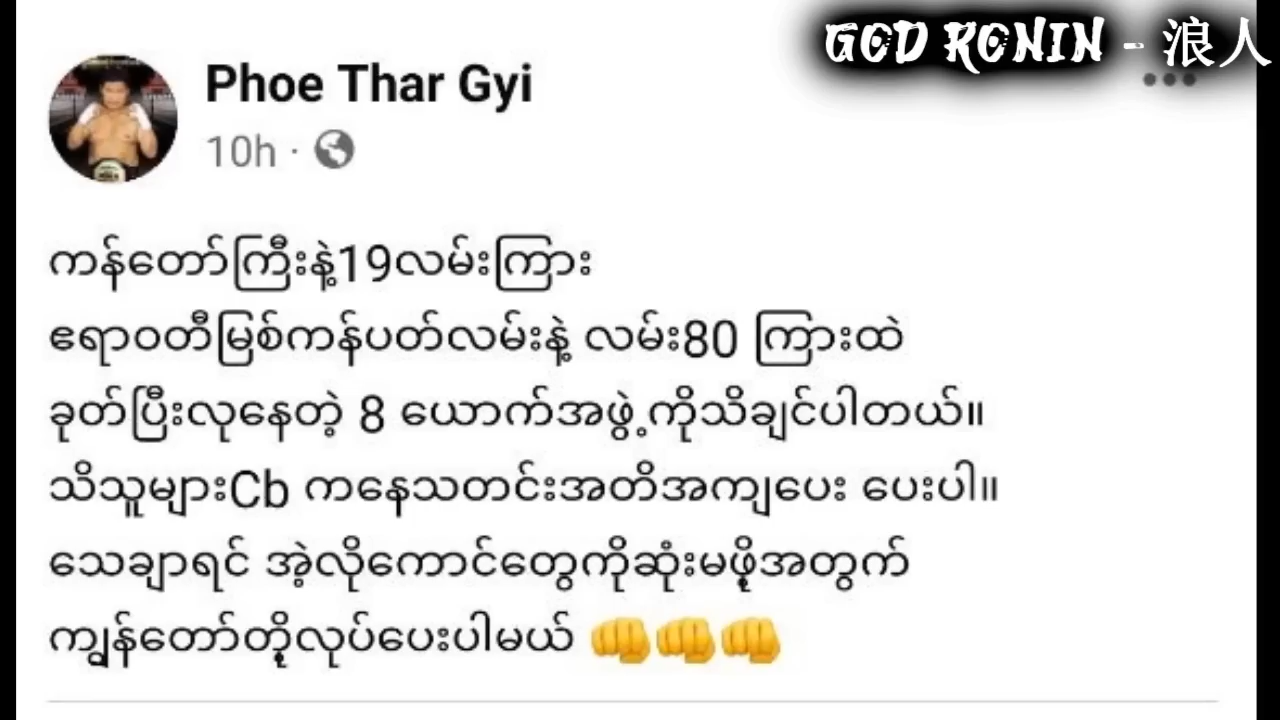 GOD RONIN - 浪人
Phoe Thar Gyi
10h ·
ကန်တော်ကြီးနဲ့19လမ်းကြား
ဧရာဝတီမြစ်ကန်ပတ်လမ်းနဲ့ လမ်း80 ကြားထဲ
ခုတ်ပြီးလုနေတဲ့ 8 ယောက်အဖွဲ့ကိုသိချင်ပါတယ်။
သိသူများCb ကနေသတင်းအတိအကျပေး ပေးပါ။
သေချာရင် အဲ့လိုကောင်တွေကိုဆုံးမဖို့အတွက်
ကျွန်တော်တို့လုပ်ပေးပါမယ် 👊👊👊